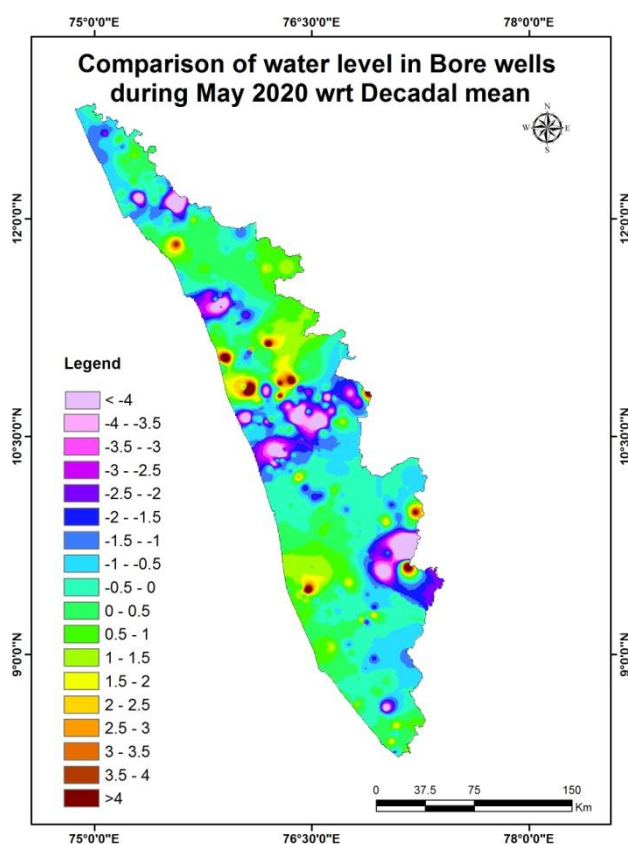 75°0'0"E 76°30'0"E 78°0'0"E
Comparison of water level in Bore wells
during May 2020 wrt Decadal mean
N
W E
S
12°0'0"N 12°0'0"N
Legend
< -4
-4 - -3.5
-3.5 - -3
-3 - -2.5
-2.5 - -2
-2 - -1.5
-1.5 - -1
-1 - -0.5
-0.5 - 0
0 - 0.5
0.5 - 1
1 - 1.5
1.5 - 2
2 - 2.5
2.5 - 3
3 - 3.5
3.5 - 4
>4
10°30'0"N 10°30'0"N
9°0'0"N 9°0'0"N
0 37.5 75 150
Km
75°0'0"E 76°30'0"E 78°0'0"E